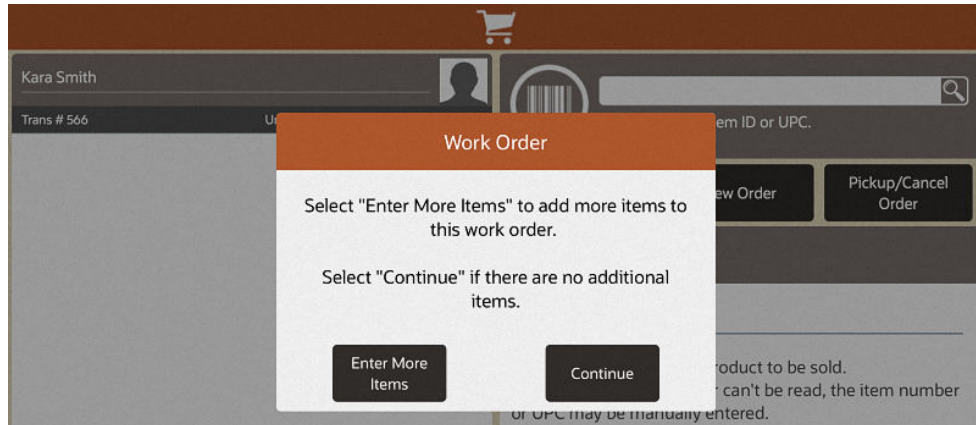 Kara Smith
Trans # 566
em ID or UPC.
Work Order
ew Order
Pickup/Cancel
Order
Select "Enter More Items" to add more items to
this work order.
Select "Continue" if there are no additional
items.
Enter More
Items
Continue
oduct to be sold.
can't be read, the item number
or UPC may be manually entered.